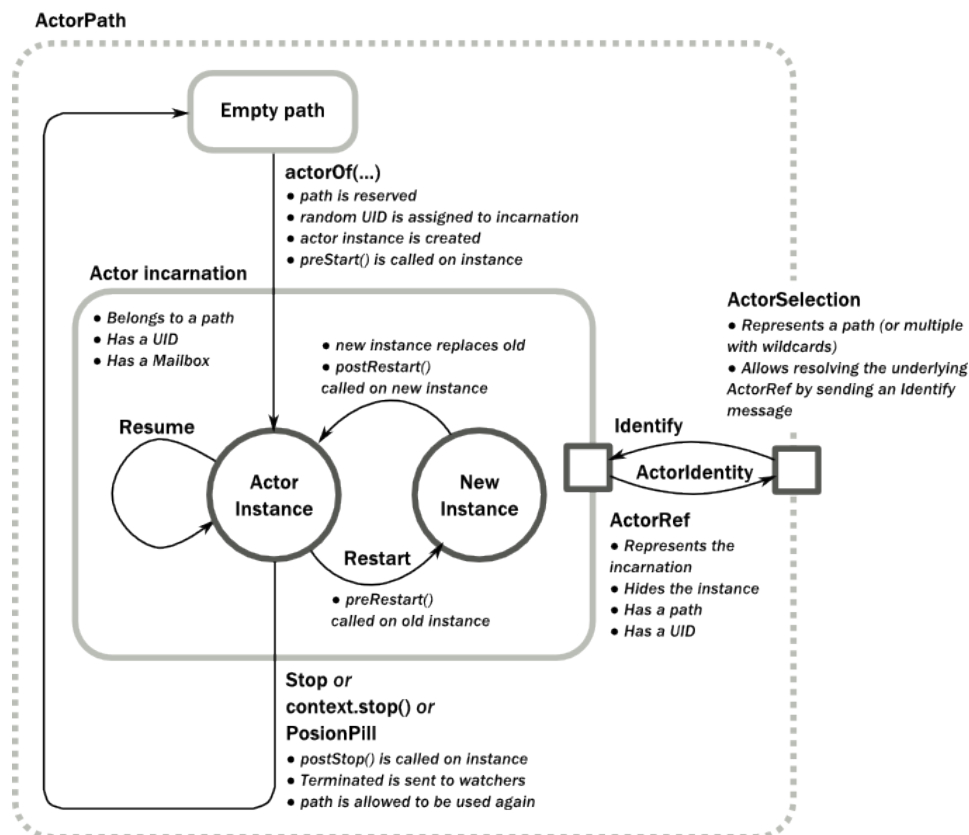 ActorPath
Empty path
actorOf(...)
● path is reserved
● random UID is assigned to incarnation
● actor instance is created
● preStart() is called on instance
Actor incarnation
● Belongs to a path
● Has a UID
● Has a Mailbox
● new instance replaces old
● postRestart()
called on new instance
Resume
Actor
Instance
New
Instance
Restart
● preRestart()
called on old instance
ActorSelection
● Represents a path (or multiple
with wildcards)
● Allows resolving the underlying
ActorRef by sending an Identify
message
Identify
ActorIdentity
ActorRef
● Represents the
incarnation
● Hides the instance
● Has a path
● Has a UID
Stop or
context.stop() or
PosionPill
● postStop() is called on instance
● Terminated is sent to watchers
● path is allowed to be used again